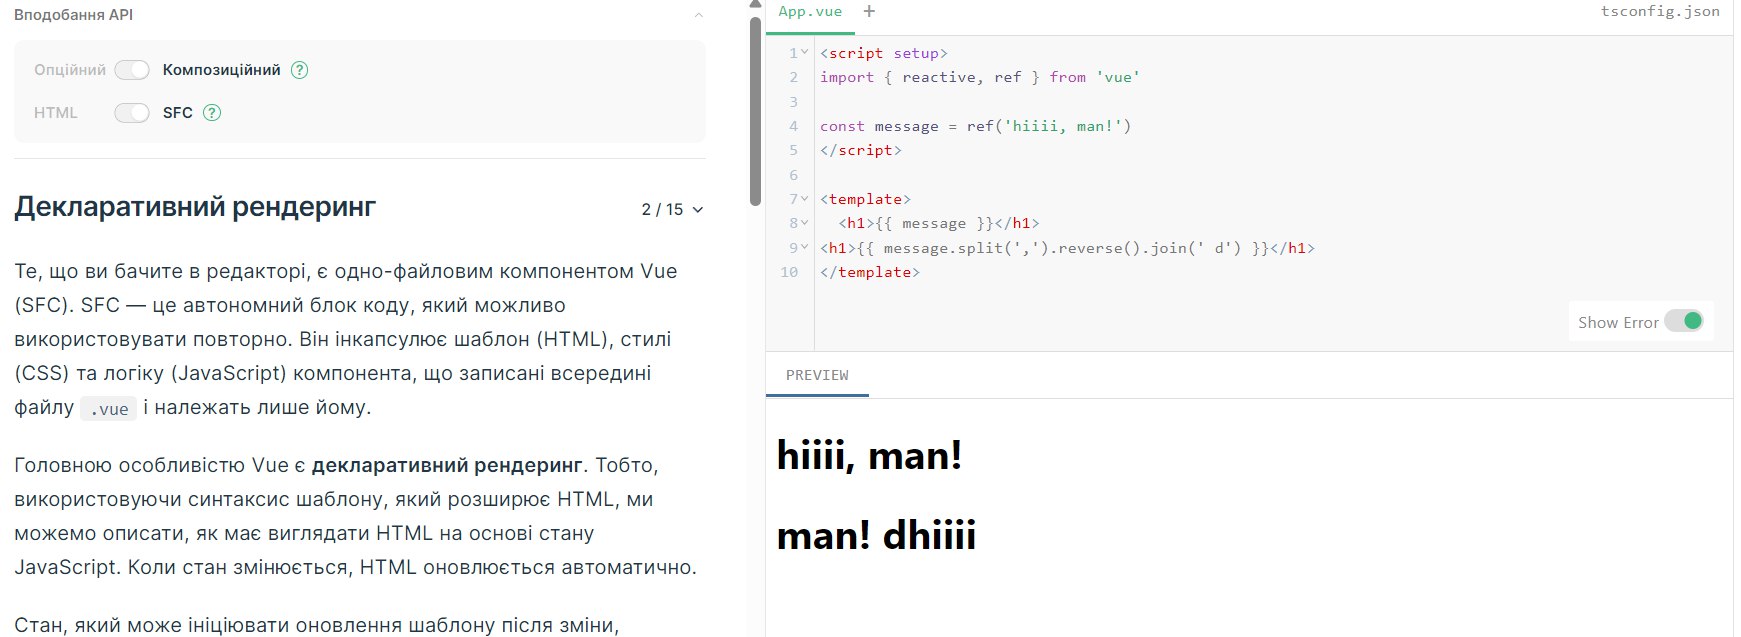 Вподобання API
Опційний Композиційний ?
HTML SFC ?
Декларативний рендеринг 2 / 15
Те, що ви бачите в редакторі, є одно-файловим компонентом Vue
(SFC). SFC — це автономний блок коду, який можливо
використовувати повторно. Він інкапсулює шаблон (HTML), стилі
(CSS) та логіку (JavaScript) компонента, що записані всередині
файлу .vue і належать лише йому.
Головною особливістю Vue є декларативний рендеринг. Тобто,
використовуючи синтаксис шаблону, який розширює HTML, ми
можемо описати, як має виглядати HTML на основі стану
JavaScript. Коли стан змінюється, HTML оновлюється автоматично.
Стан, який може ініціювати оновлення шаблону після зміни,
App.vue + tsconfig.json
1 <script setup>
2 import { reactive, ref } from 'vue'
3
4 const message = ref('hiiii, man!')
5 </script>
6
7 <template>
8 <h1>{{ message }}</h1>
9 <h1>{{ message.split(',').reverse().join(' d') }}</h1>
10 </template>
Show Error
PREVIEW
hiiii, man!
man! dhiiii